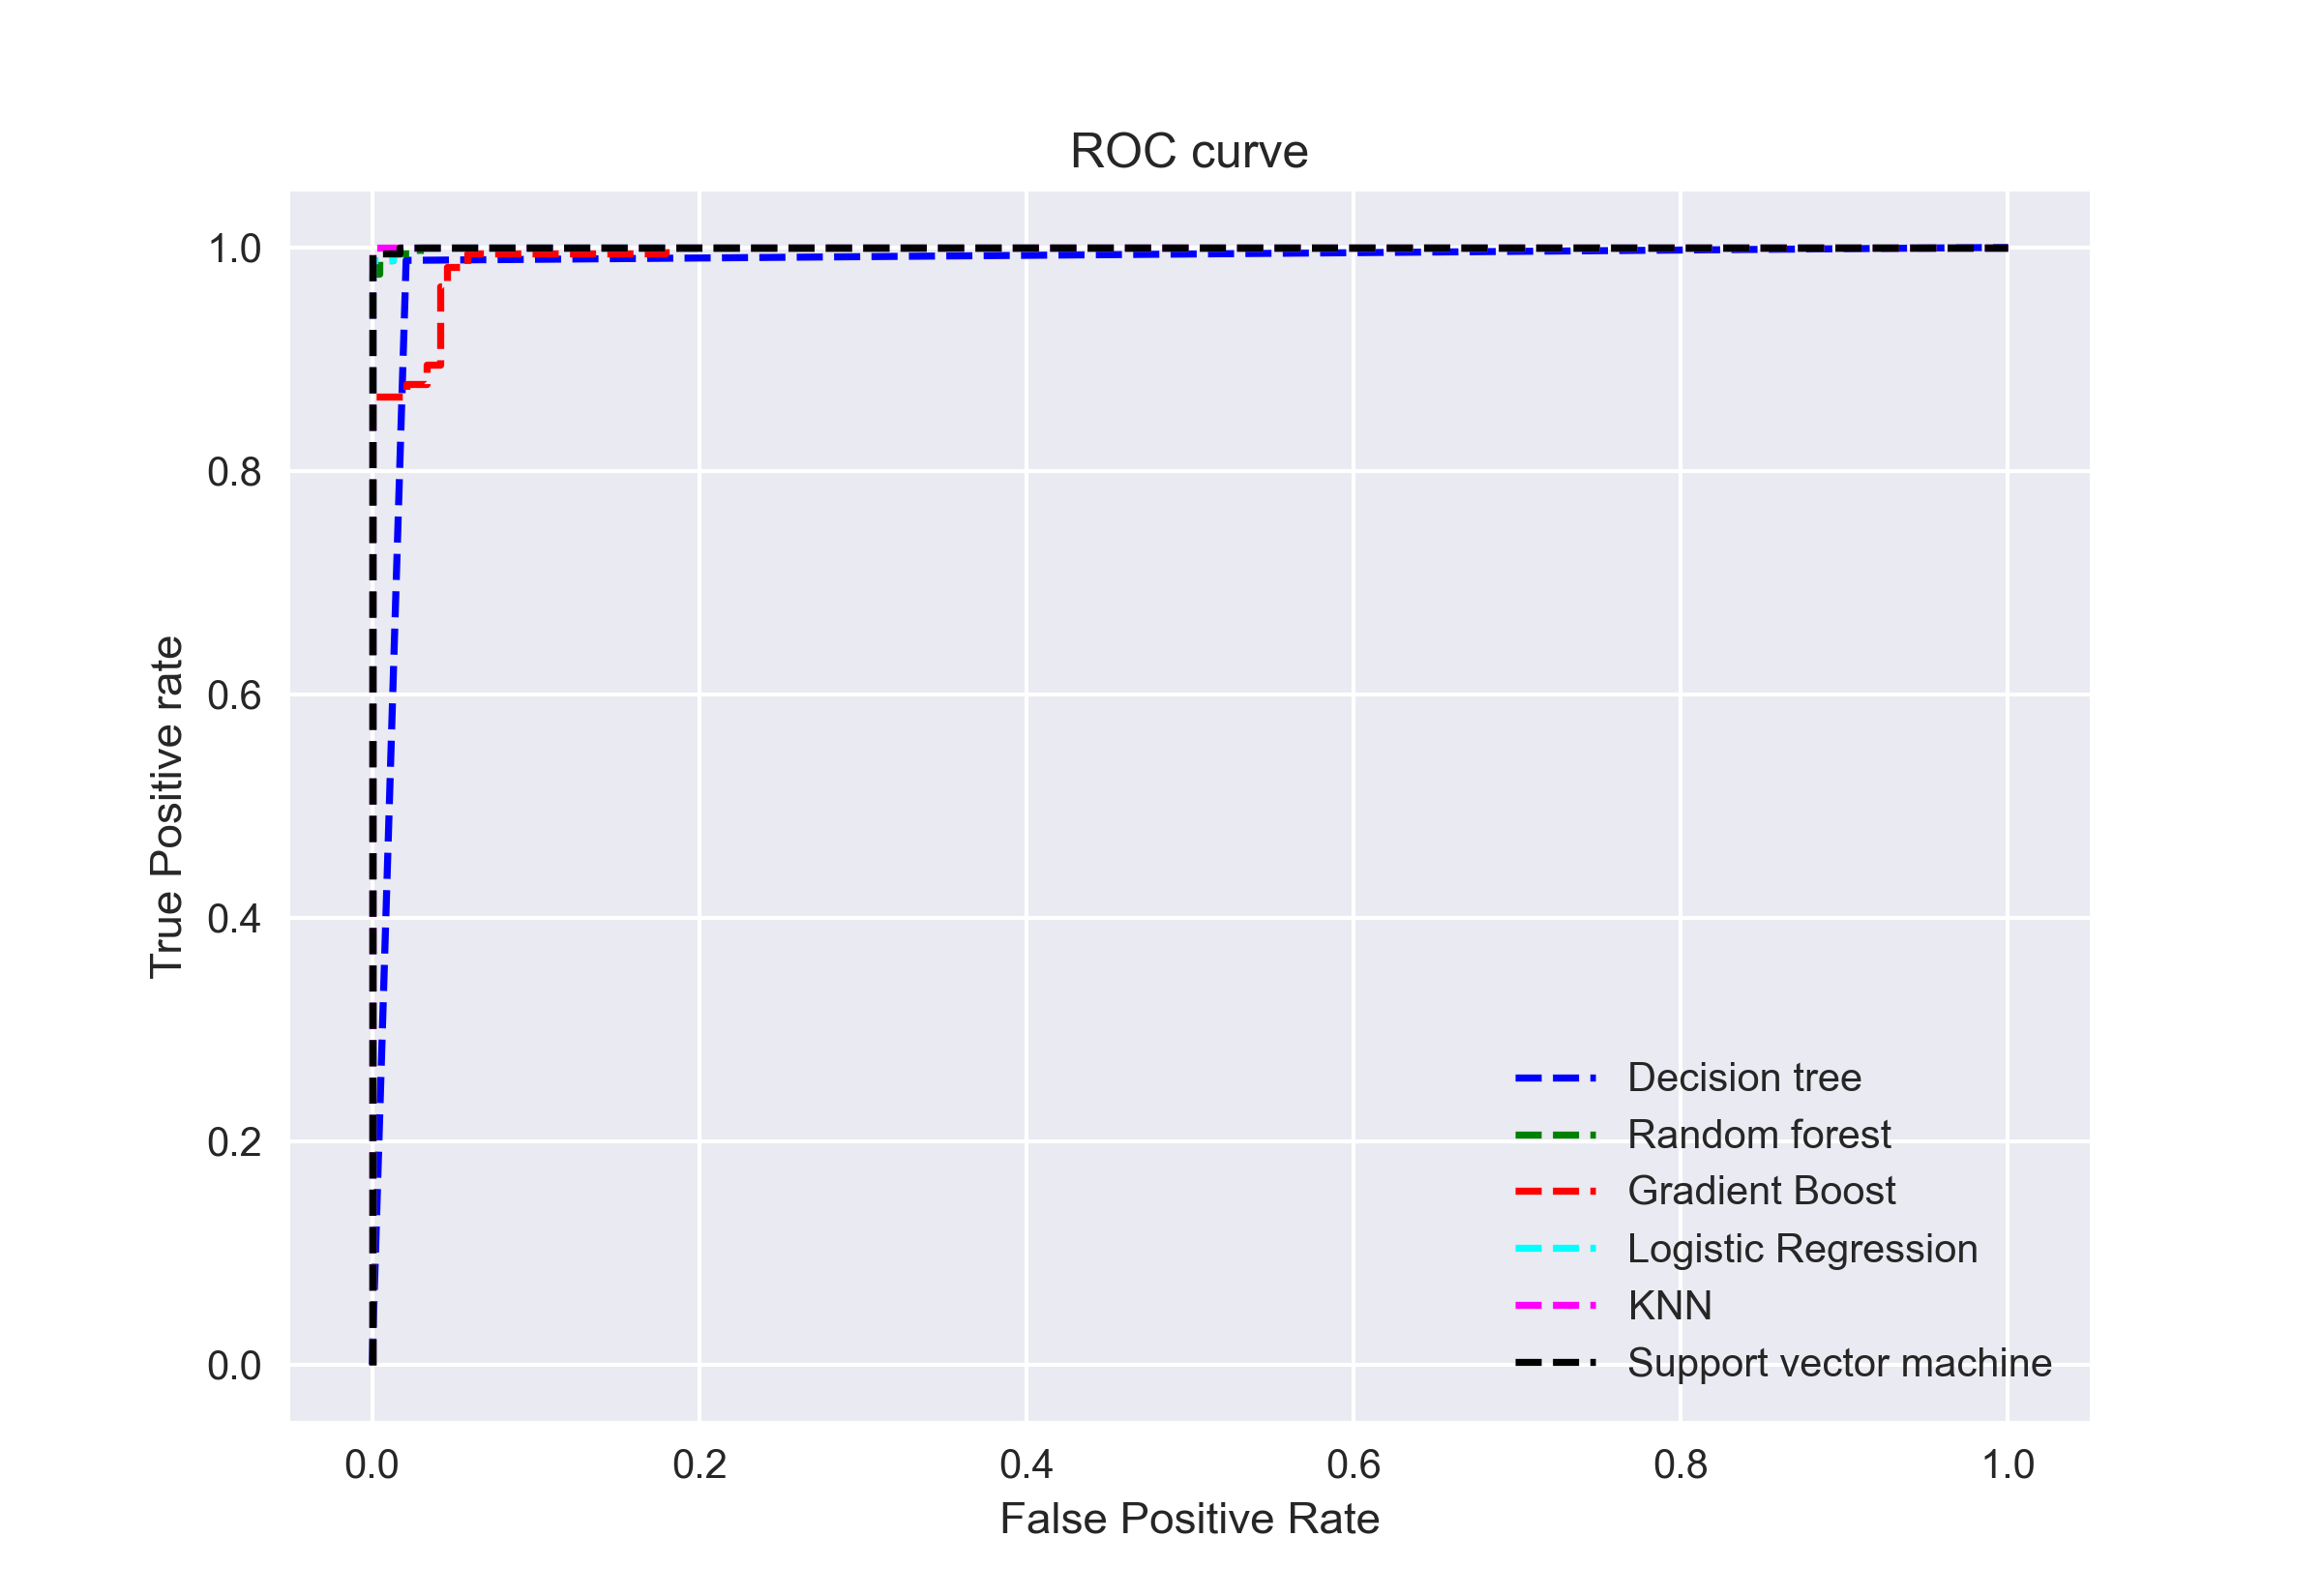 ROC curve
1.0
0.8
0.6
0.4
0.2
0.0
True Positive rate
Decision tree
Random forest
Gradient Boost
Logistic Regression
KNN
Support vector machine
0.0 0.2 0.4 0.6 0.8 1.0
False Positive Rate